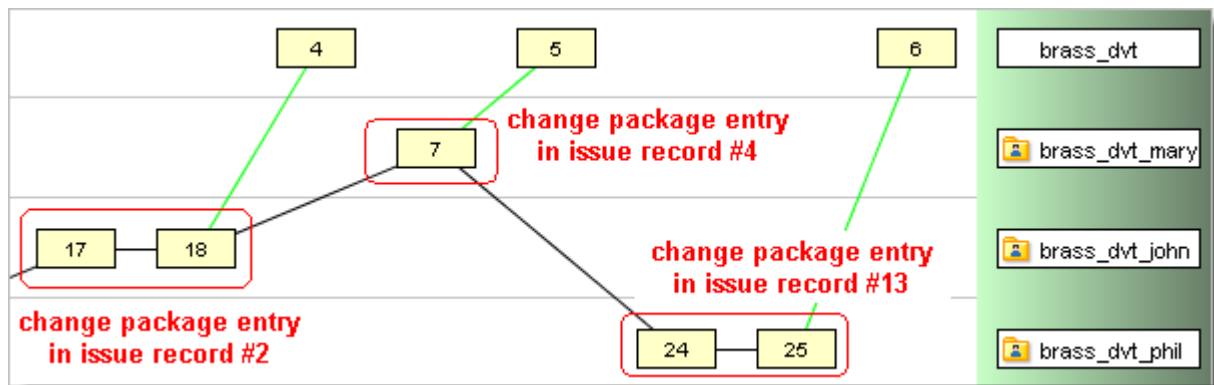 4
5
6
brass_dvt
change package entry
in issue record #4
7
brass_dvt_mary
17
18
change package entry
in issue record #13
brass_dvt_john
change package entry
in issue record #2
24
25
brass_dvt_phil